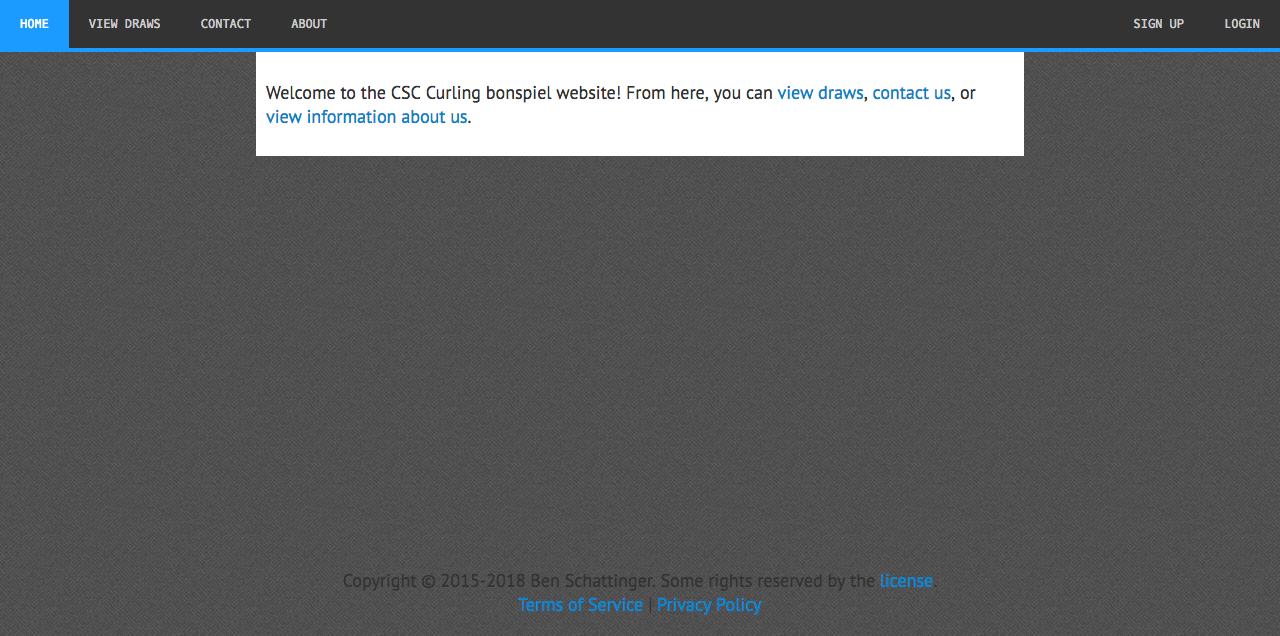 HOME VIEW DRAWS CONTACT ABOUT SIGN UP LOGIN
Welcome to the CSC Curling bonspiel website! From here, you can view draws, contact us, or
view information about us.
Copyright © 2015-2018 Ben Schattinger. Some rights reserved by the license.
Terms of Service | Privacy Policy